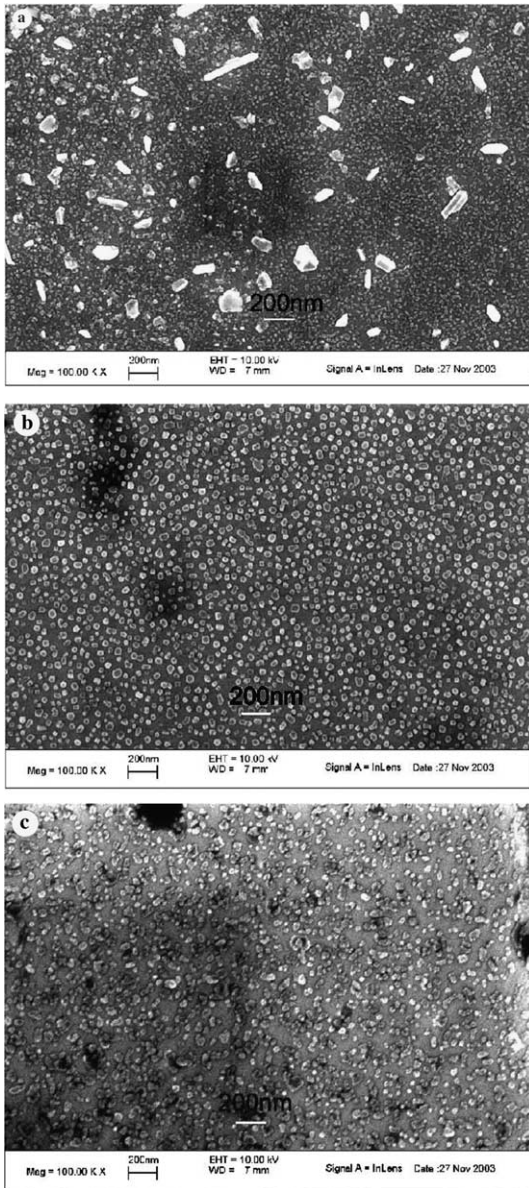 a
200nm
Mag = 100.00 K X 200nm EHT = 10.00 kV Signal A = InLens Date :27 Nov 2003
WD = 7 mm
b
200nm
Mag = 100.00 K X 200nm EHT = 10.00 kV Signal A = InLens Date :27 Nov 2003
WD = 7 mm
c
200nm
Mag = 100.00 K X 200nm EHT = 10.00 kV Signal A = InLens Date :27 Nov 2003
WD = 7 mm